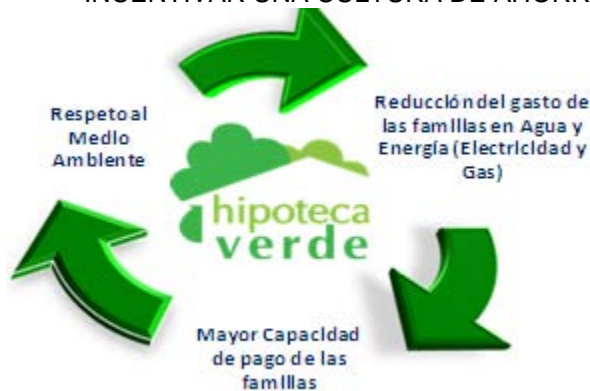 INCENTIVAR UNA CULTURA DE AHORR
Respeto al
Medio
Ambiente
Reducción del gasto de
las familias en Agua y
Energía (Electricidad y
Gas)
hipoteca
verde
Mayor Capacidad
de pago de las
familias